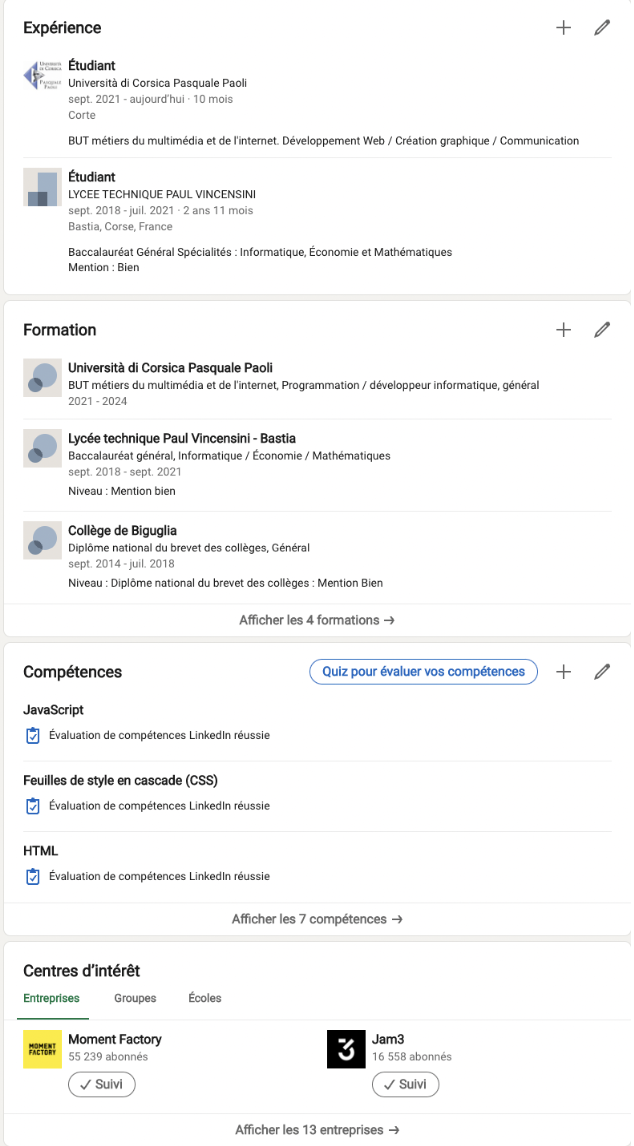 Expérience
UNIVERSITÀ
DI CORSICA
PASQUALE
PAOLI
Étudiant
Università di Corsica Pasquale Paoli
sept. 2021 - aujourd'hui · 10 mois
Corte
BUT métiers du multimédia et de l'internet. Développement Web / Création graphique / Communication
Étudiant
LYCEE TECHNIQUE PAUL VINCENSINI
sept. 2018 - juil. 2021 · 2 ans 11 mois
Bastia, Corse, France
Baccalauréat Général Spécialités : Informatique, Économie et Mathématiques
Mention : Bien
Formation
Università di Corsica Pasquale Paoli
BUT métiers du multimédia et de l'internet, Programmation / développeur informatique, général
2021 - 2024
Lycée technique Paul Vincensini - Bastia
Baccalauréat général, Informatique / Économie / Mathématiques
sept. 2018 - sept. 2021
Niveau : Mention bien
Collège de Biguglia
Diplôme national du brevet des collèges, Général
sept. 2014 - juil. 2018
Niveau : Diplôme national du brevet des collèges : Mention Bien
Afficher les 4 formations →
Compétences
Quiz pour évaluer vos compétences
JavaScript
Évaluation de compétences LinkedIn réussie
Feuilles de style en cascade (CSS)
Évaluation de compétences LinkedIn réussie
HTML
Évaluation de compétences LinkedIn réussie
Afficher les 7 compétences →
Centres d'intérêt
Entreprises Groupes Écoles
MOMENT
FACTORY
Moment Factory
55 239 abonnés
✓ Suivi
3
Jam3
16 558 abonnés
✓ Suivi
Afficher les 13 entreprises →